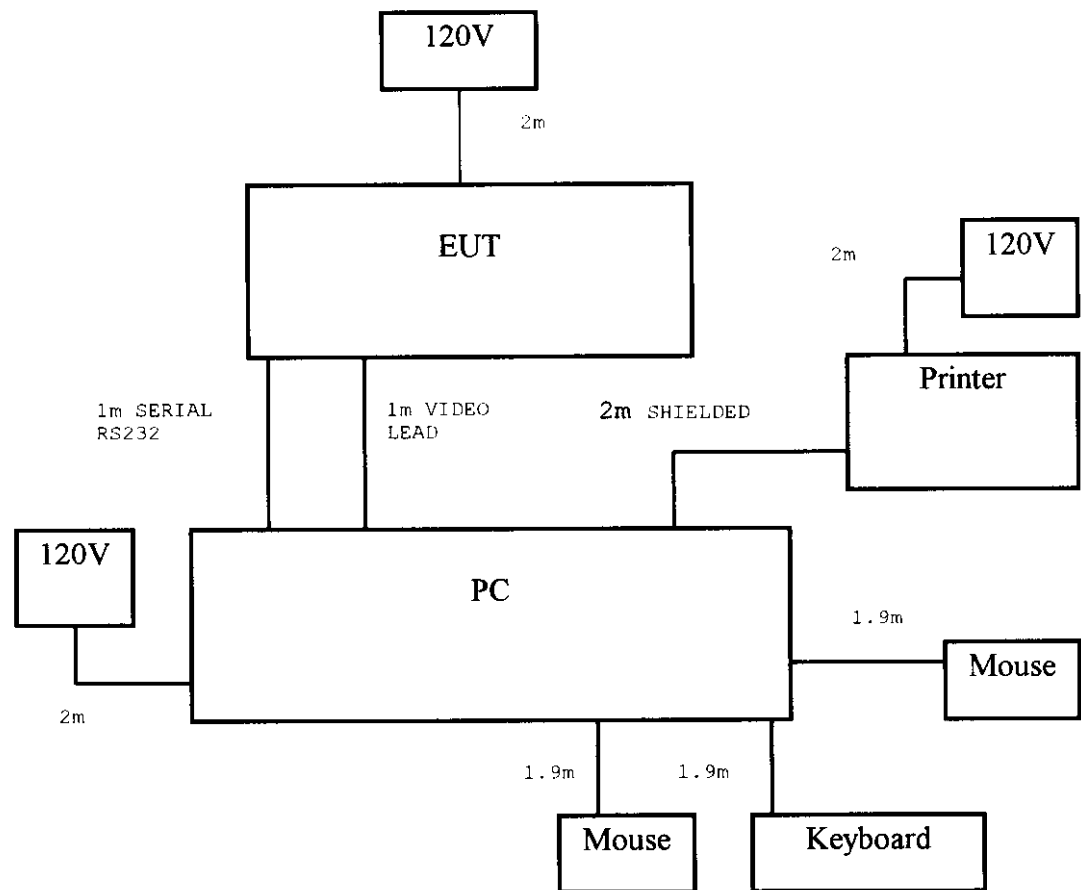 120V
2m
EUT
120V
2m
Printer
1m SERIAL
RS232
1m VIDEO
LEAD
2m SHIELDED
120V
PC
1.9m
Mouse
2m
1.9m
1.9m
Mouse
Keyboard